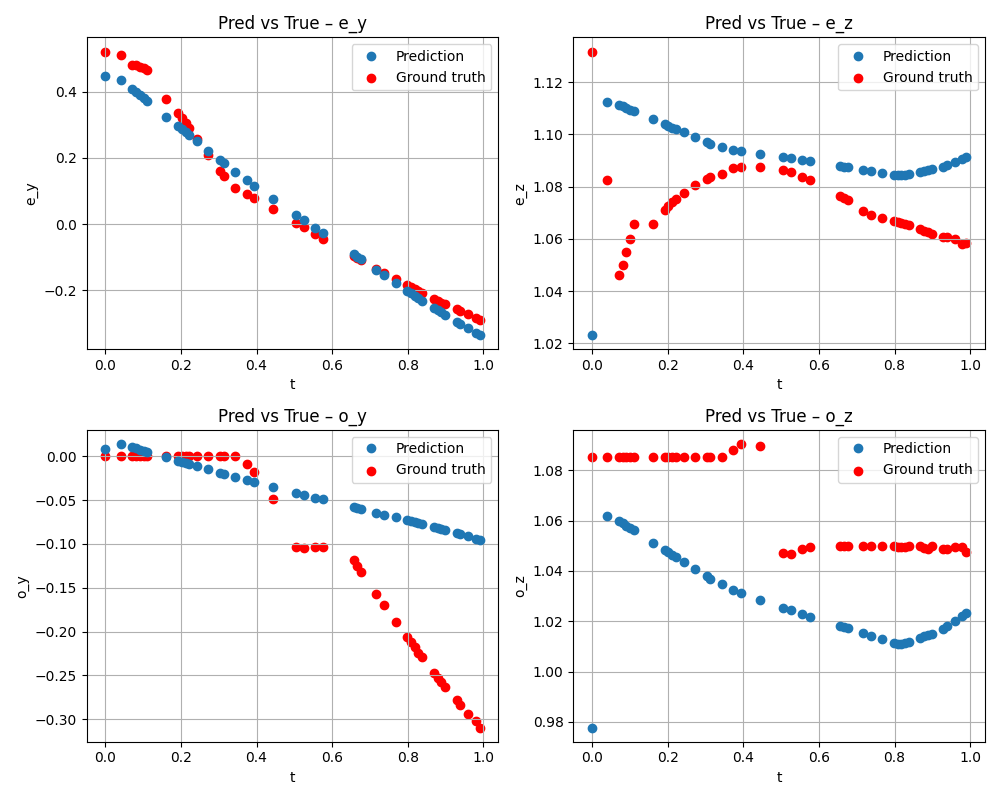 Pred vs True – e_y
Prediction
Ground truth
0.4
0.2
0.0
−0.2
e_y
0.0
0.2
0.4
0.6
0.8
1.0
t
Pred vs True – e_z
Prediction
Ground truth
1.12
1.10
1.08
1.06
1.04
1.02
e_z
0.0
0.2
0.4
0.6
0.8
1.0
t
Pred vs True – o_y
Prediction
Ground truth
0.00
−0.05
−0.10
−0.15
−0.20
−0.25
−0.30
o_y
0.0
0.2
0.4
0.6
0.8
1.0
t
Pred vs True – o_z
Prediction
Ground truth
1.08
1.06
1.04
1.02
1.00
0.98
o_z
0.0
0.2
0.4
0.6
0.8
1.0
t